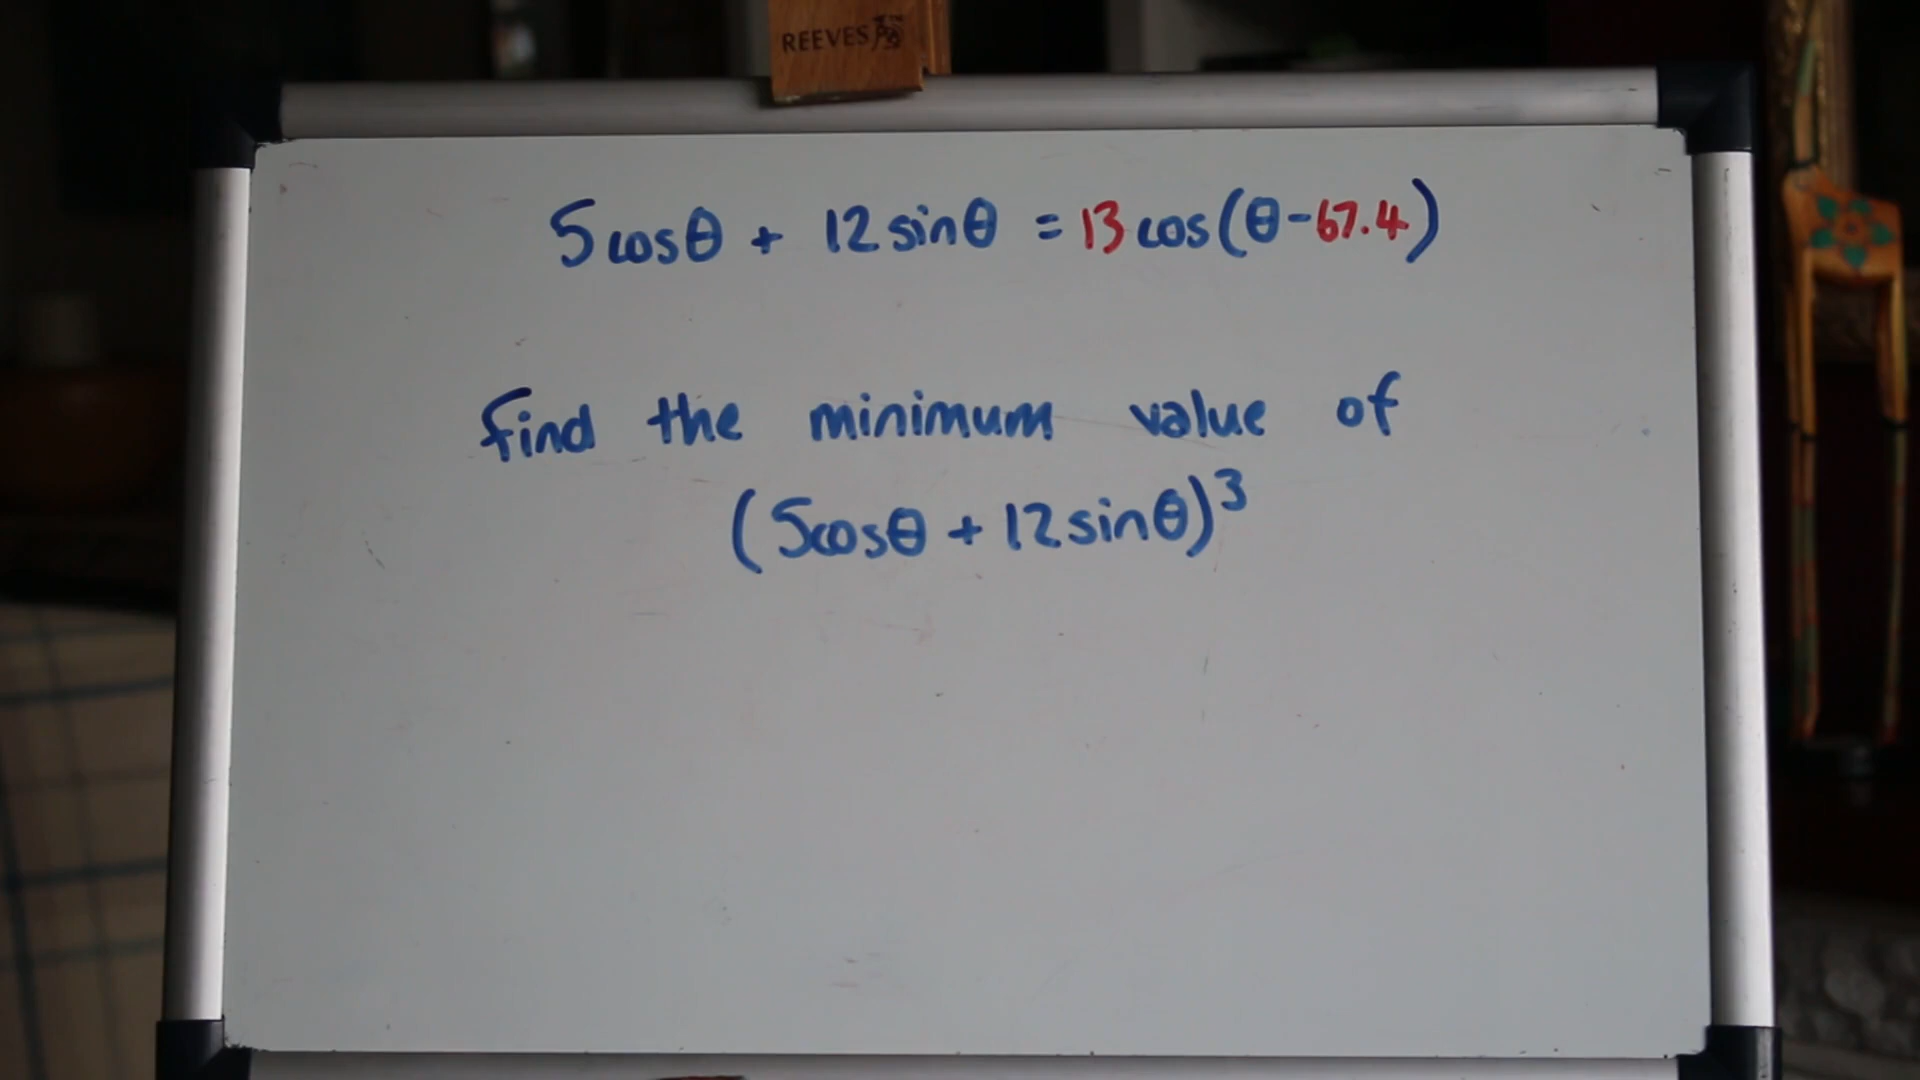 REEVES
5cosθ + 12sinθ = 13cos(θ-67.4)
find the minimum value of
(5cosθ + 12sinθ)³